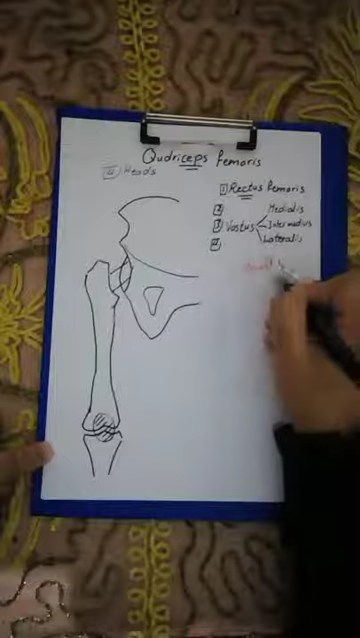 Qudriceps Femoris
4 Heads
1 Rectus Femoris
2 Medialis
3 Vastus Intermedius
4 Lateralis